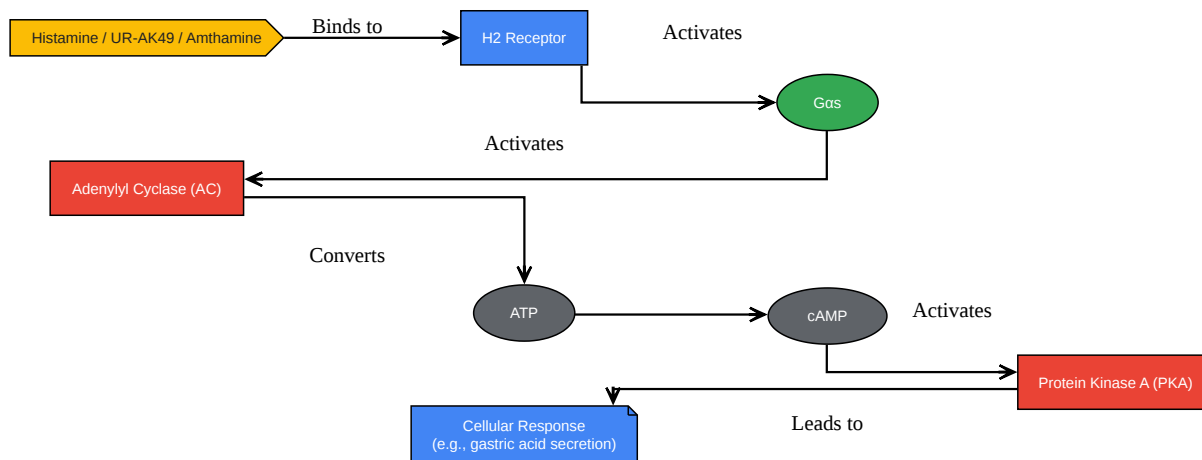 Histamine / UR-AK49 / Amthamine
Binds to
H2 Receptor
Activates
Gαs
Activates
Adenylyl Cyclase (AC)
Converts
ATP
cAMP
Activates
Protein Kinase A (PKA)
Leads to
Cellular Response
(e.g., gastric acid secretion)